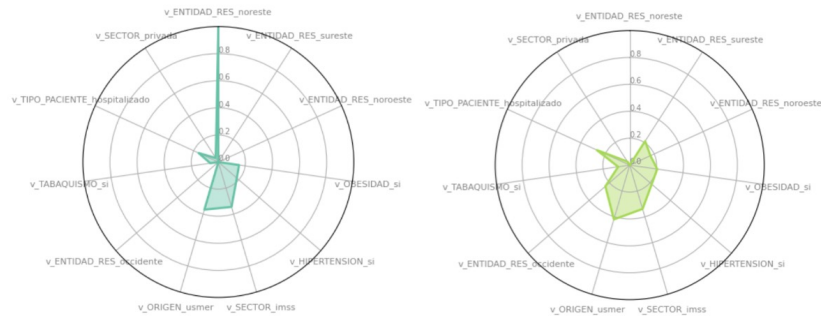 v_ENTIDAD_RES_noreste
v_SECTOR_privada
v_ENTIDAD_RES_sureste
0.8
0.6
v_TIPO_PACIENTE_hospitalizado
v_ENTIDAD_RES_noroeste
0.4
0.2
0.0
v_TABAQUISMO_si
v_OBESIDAD_si
v_ENTIDAD_RES_occidente
v_HIPERTENSION_si
v_ORIGEN_usmer
v_SECTOR_imss
v_ENTIDAD_RES_noreste
v_SECTOR_privada
v_ENTIDAD_RES_sureste
0.8
0.6
v_TIPO_PACIENTE_hospitalizado
v_ENTIDAD_RES_noroeste
0.4
0.2
0.0
v_TABAQUISMO_si
v_OBESIDAD_si
v_ENTIDAD_RES_occidente
v_HIPERTENSION_si
v_ORIGEN_usmer
v_SECTOR_imss